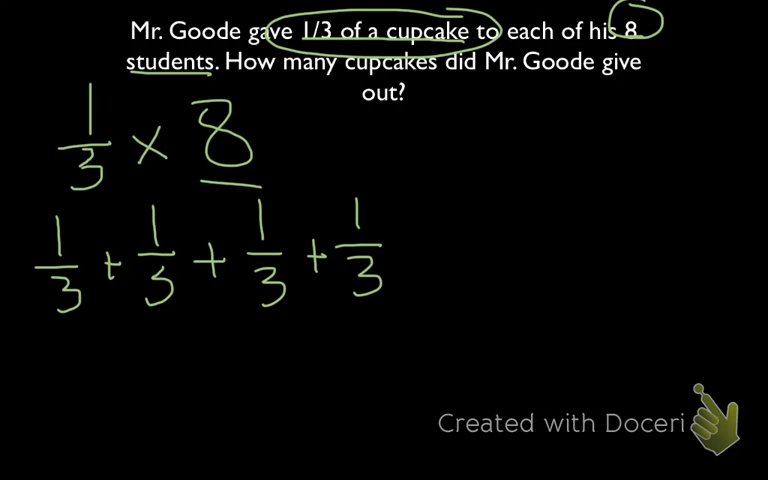 Mr. Goode gave 1/3 of a cupcake to each of his 8
students. How many cupcakes did Mr. Goode give
out?
1/3 × 8
1/3 + 1/3 + 1/3 + 1/3
Created with Doceri